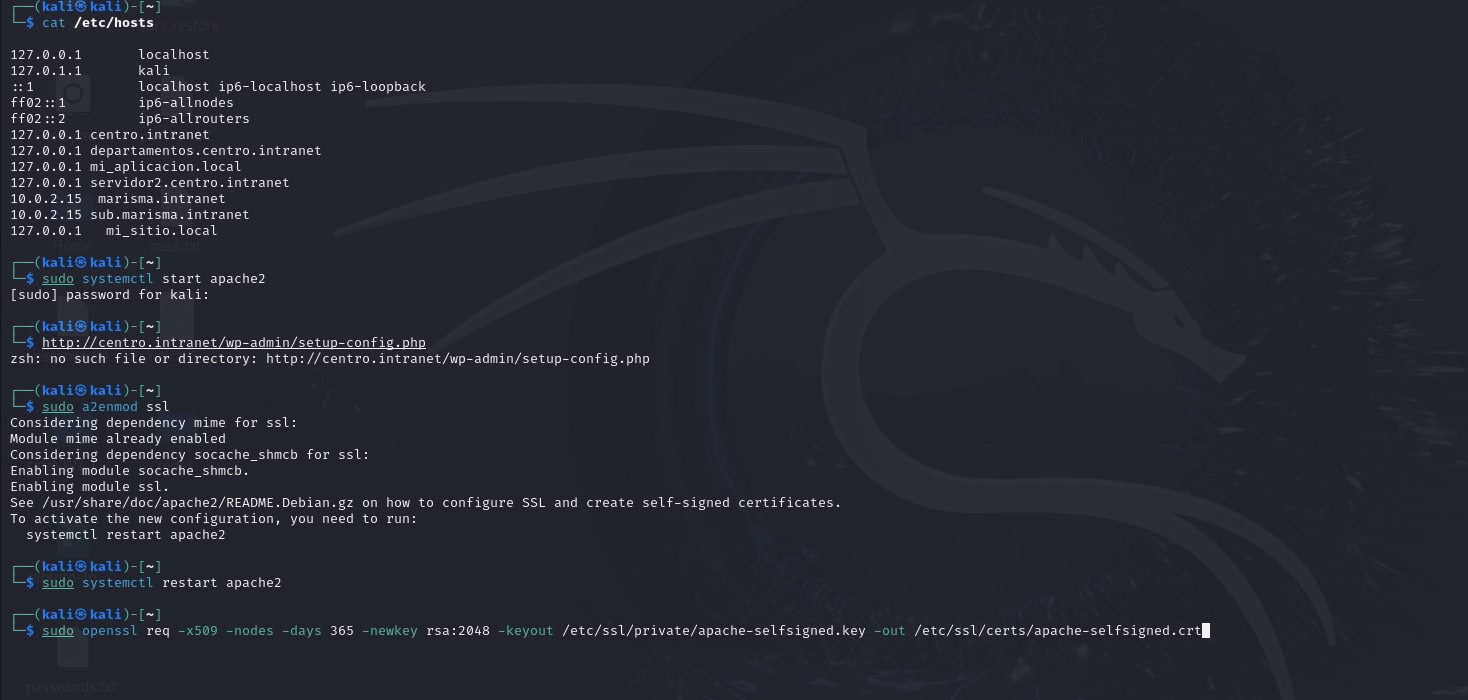 ┌──(kali㉿kali)-[~]
└─$ cat /etc/hosts
jara.restore
127.0.0.1       localhost
127.0.1.1       kali
::1             localhost ip6-localhost ip6-loopback
ff02::1         ip6-allnodes
ff02::2         ip6-allrouters
127.0.0.1 centro.intranet
127.0.0.1 departamentos.centro.intranet
127.0.0.1 mi_aplicacion.local
127.0.0.1 servidor2.centro.intranet
10.0.2.15  marisma.intranet
10.0.2.15 sub.marisma.intranet
127.0.0.1   mi_sitio.local
Home pass.txt
┌──(kali㉿kali)-[~]
└─$ sudo systemctl start apache2
[sudo] password for kali:
┌──(kali㉿kali)-[~]
└─$ http://centro.intranet/wp-admin/setup-config.php
zsh: no such file or directory: http://centro.intranet/wp-admin/setup-config.php
┌──(kali㉿kali)-[~]
└─$ sudo a2enmod ssl
Considering dependency mime for ssl:
Module mime already enabled
Considering dependency socache_shmcb for ssl:
Enabling module socache_shmcb.
Enabling module ssl.
See /usr/share/doc/apache2/README.Debian.gz on how to configure SSL and create self-signed certificates.
To activate the new configuration, you need to run:
  systemctl restart apache2
┌──(kali㉿kali)-[~]
└─$ sudo systemctl restart apache2
┌──(kali㉿kali)-[~]
└─$ sudo openssl req -x509 -nodes -days 365 -newkey rsa:2048 -keyout /etc/ssl/private/apache-selfsigned.key -out /etc/ssl/certs/apache-selfsigned.crt
passwords.txt